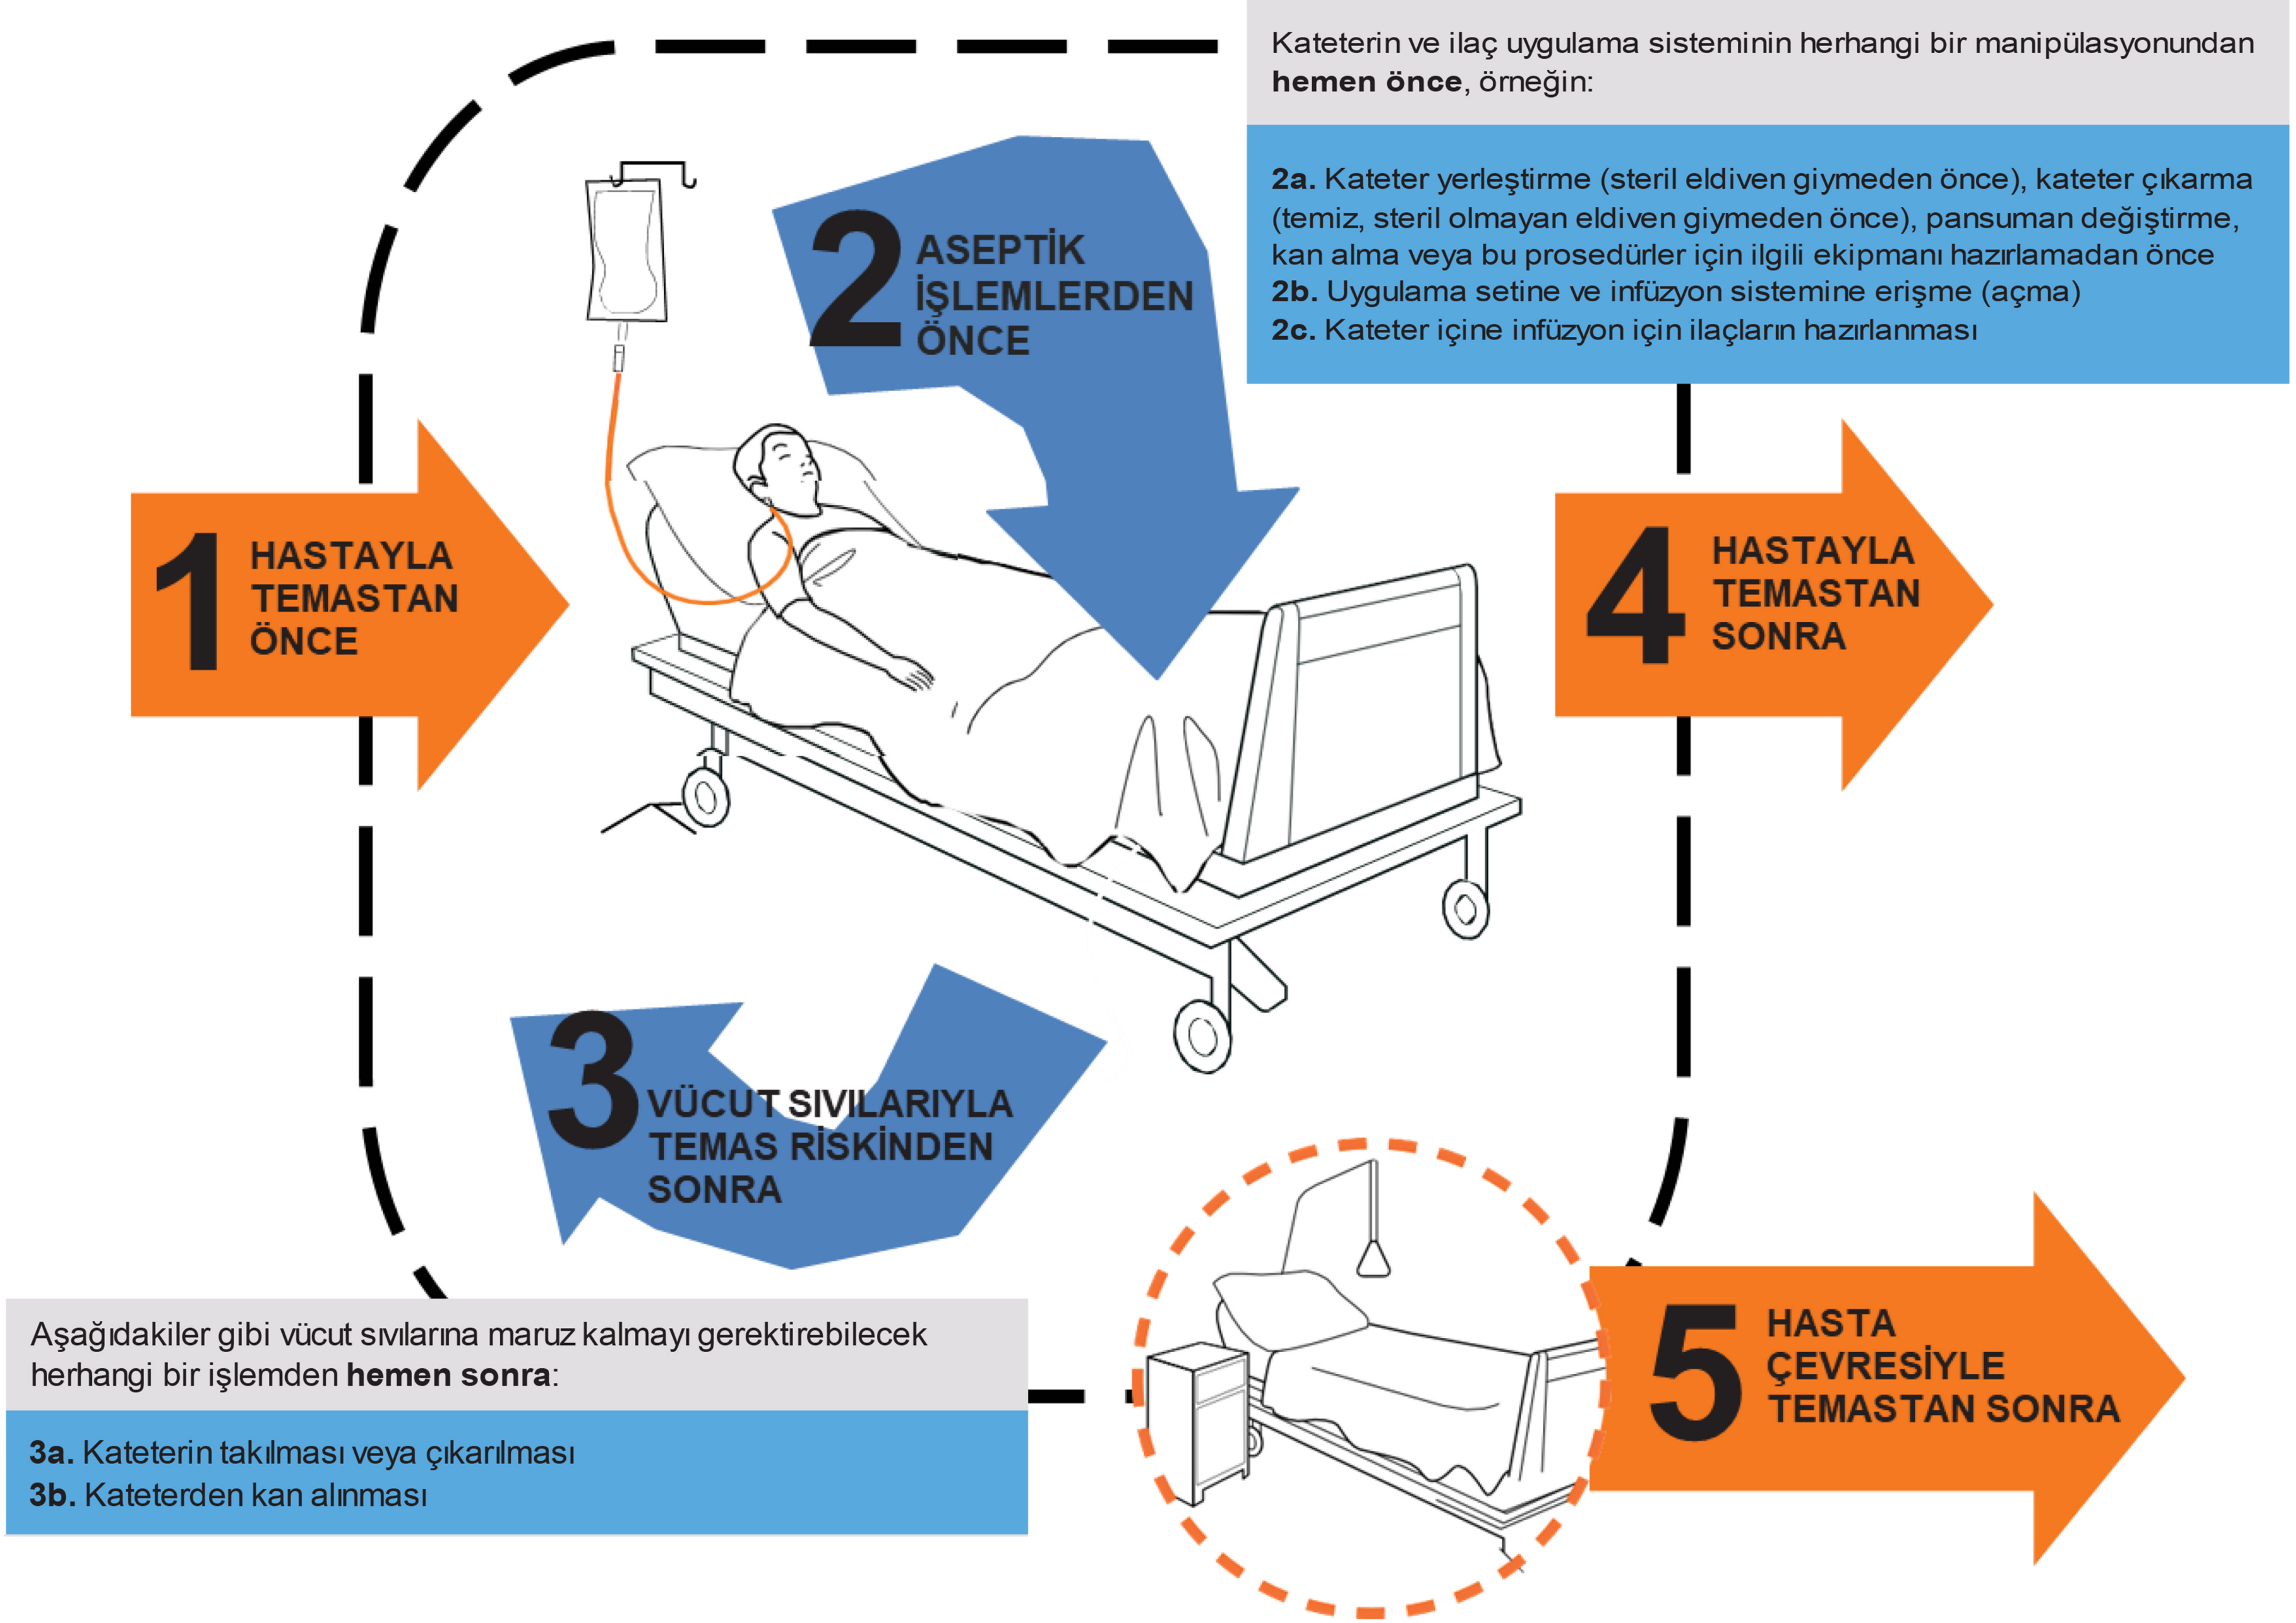 Kateterin ve ilaç uygulama sisteminin herhangi bir manipülasyonundan
hemen önce, örneğin:
2a. Kateter yerleştirme (steril eldiven giymeden önce), kateter çıkarma
(temiz, steril olmayan eldiven giymeden önce), pansuman değiştirme,
kan alma veya bu prosedürler için ilgili ekipmanı hazırlamadan önce
2b. Uygulama setine ve infüzyon sistemine erişme (açma)
2c. Kateter içine infüzyon için ilaçların hazırlanması
1 HASTAYLA
TEMASTAN
ÖNCE
2 ASEPTİK
İŞLEMLERDEN
ÖNCE
3 VÜCUT SIVILARIYLA
TEMAS RİSKİNDEN
SONRA
Aşağıdakiler gibi vücut sıvılarına maruz kalmayı gerektirebilecek
herhangi bir işlemden hemen sonra:
3a. Kateterin takılması veya çıkarılması
3b. Kateterden kan alınması
4 HASTAYLA
TEMASTAN
SONRA
5 HASTA
ÇEVRESİYLE
TEMASTAN SONRA